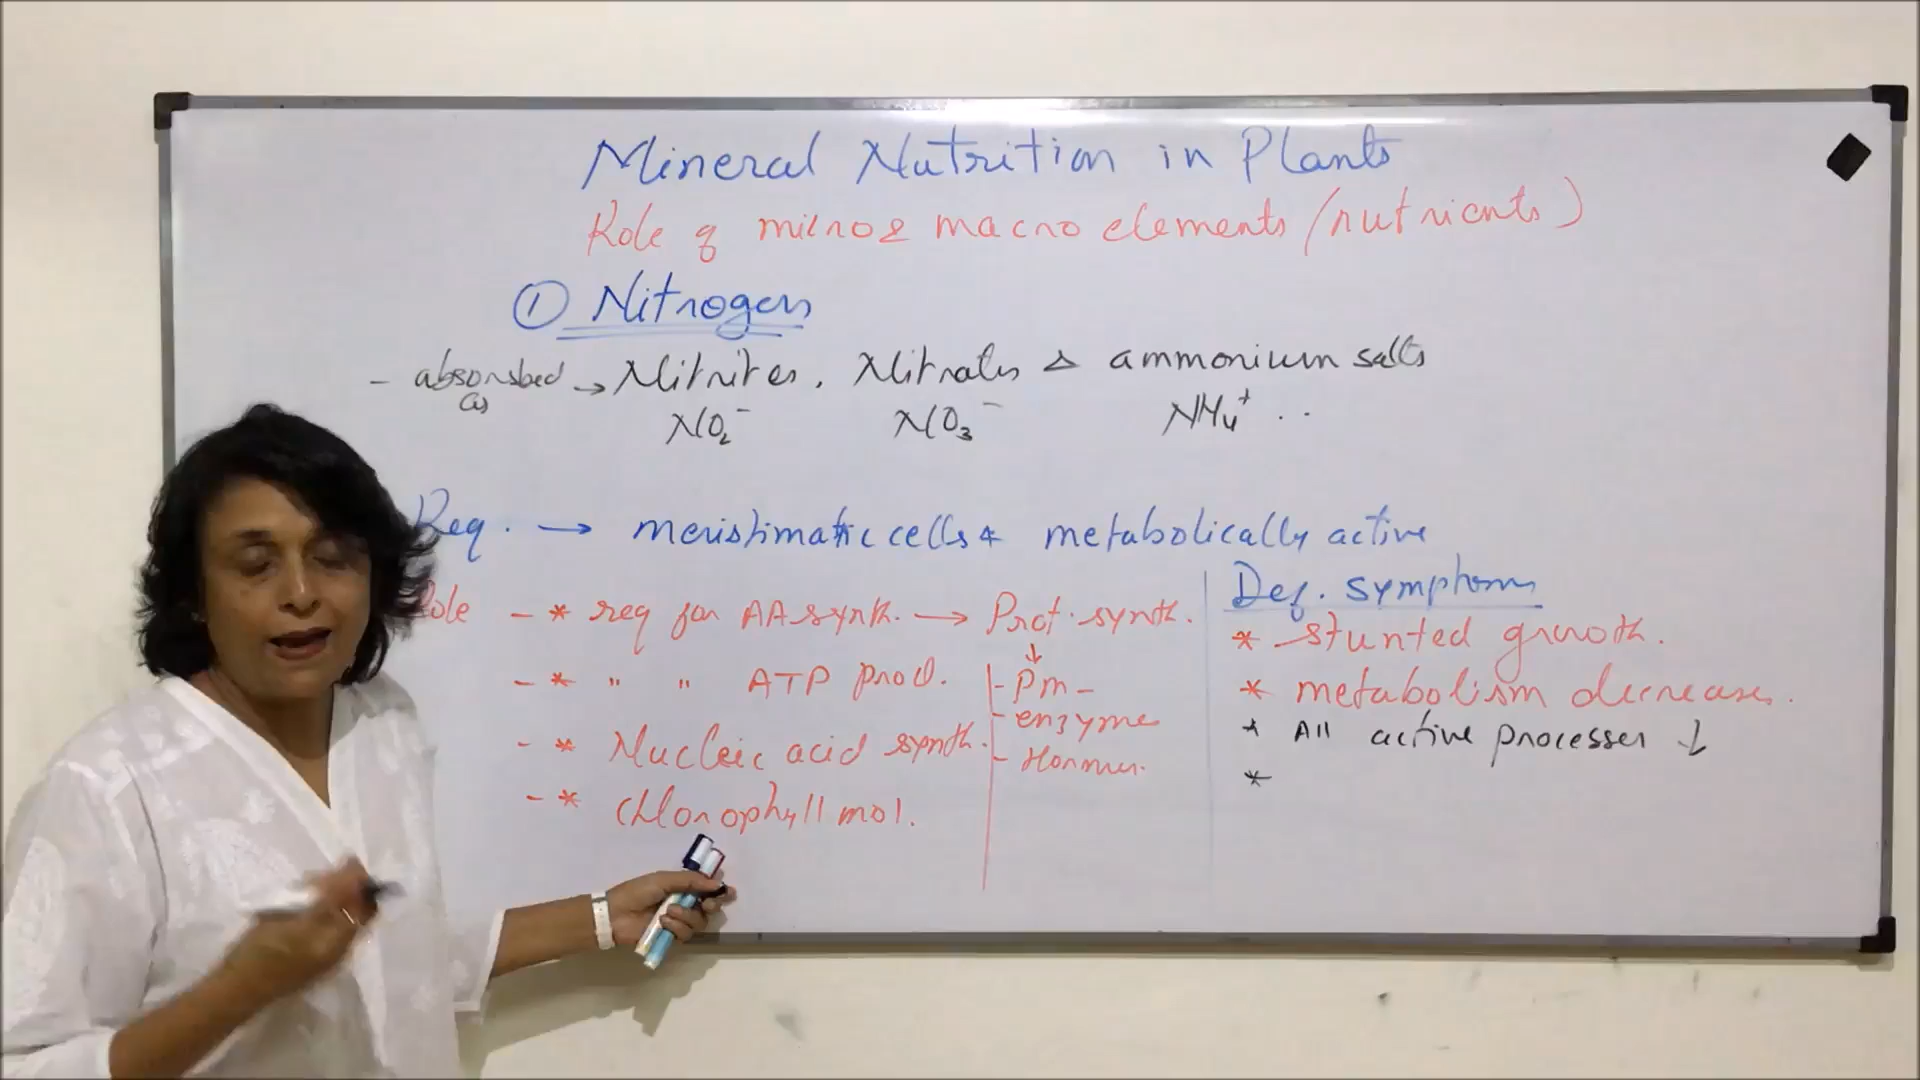 Mineral Nutrition in Plants
Role of micro & macro elements (nutrients)
① Nitrogen
- absorbed as → Nitrites, Nitrates & ammonium salts
NO₂⁻ NO₃⁻ NH₄⁺ ..
Req. → meristimatic cells & metabolically active
Role - * req for AA synth. → Prot. synth.
- * " " ATP prod.
- * Nucleic acid synth.
- * Chlorophyll mol.
↓
- Pm -
- enzyme
- Hormon.
Def. symptoms
* stunted growth.
* metabolism decreases.
* All active processes ↓
*